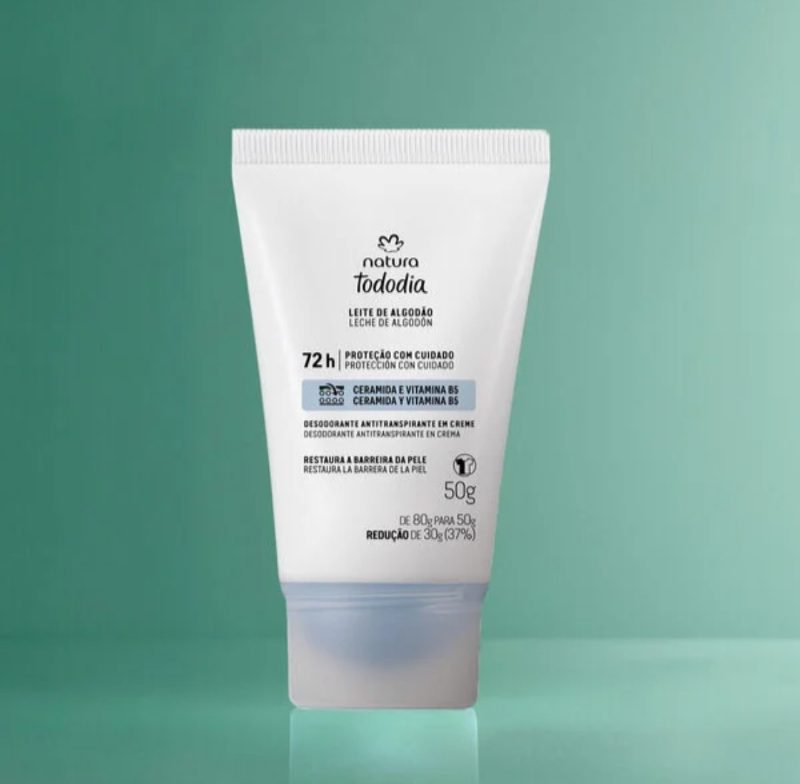 natura
tododia
LEITE DE ALGODÃO
LECHE DE ALGODÓN
72 h
PROTEÇÃO COM CUIDADO
PROTECCIÓN CON CUIDADO
CERAMIDA E VITAMINA B5
CERAMIDA Y VITAMINA B5
DESODORANTE ANTITRANSPIRANTE EM CREME
DESODORANTE ANTITRANSPIRANTE EN CREMA
RESTAURA A BARREIRA DA PELE
RESTAURA LA BARRERA DE LA PIEL
50g
DE 80g PARA 50g
REDUÇÃO DE 30g (37%)